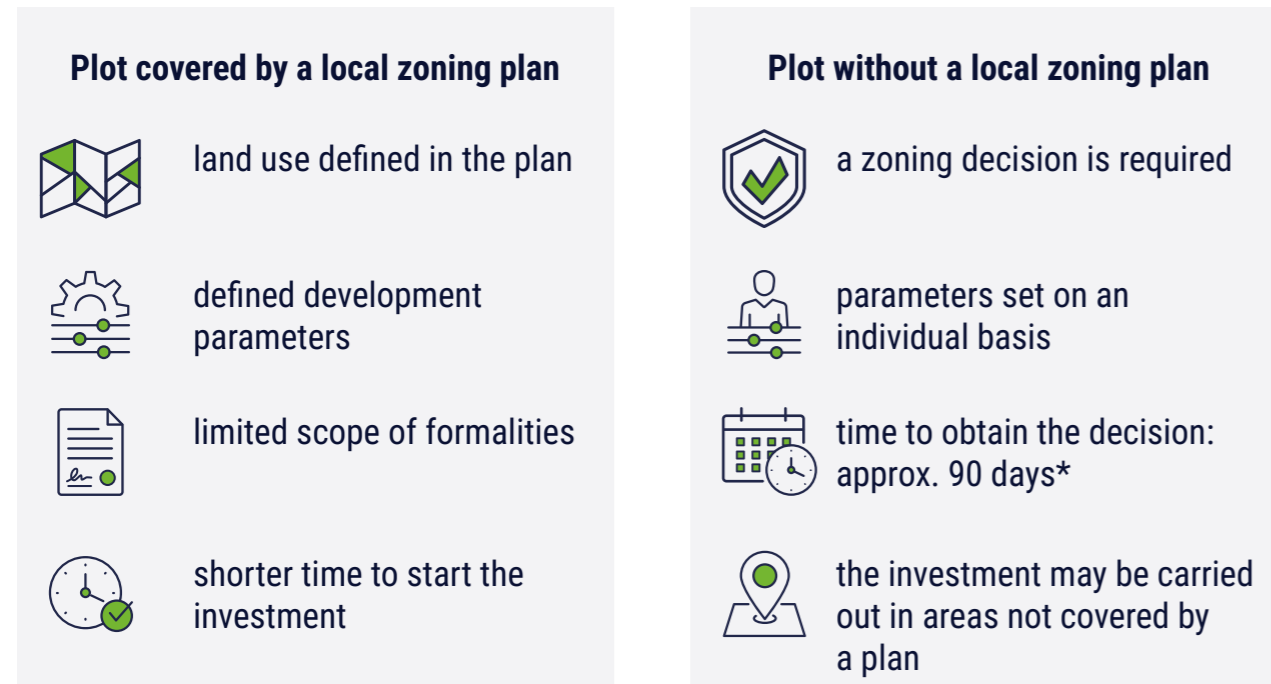 Plot covered by a local zoning plan
land use defined in the plan
defined development
parameters
limited scope of formalities
shorter time to start the
investment
Plot without a local zoning plan
a zoning decision is required
parameters set on an
individual basis
time to obtain the decision:
approx. 90 days*
the investment may be carried
out in areas not covered by
a plan